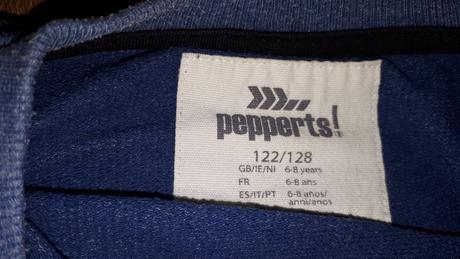 pepperts!
122/128
GB/IE/NI 6-8 years
FR 6-8 ans
ES/IT/PT 6-8 años/
anni/anos